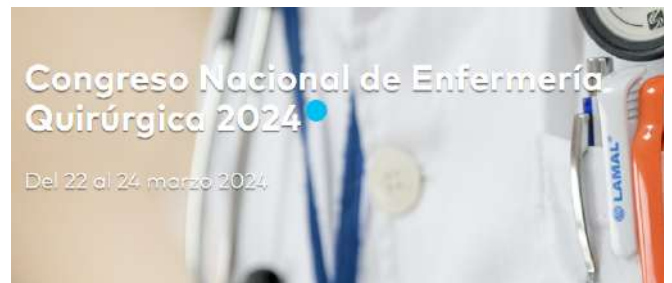 Congreso Nacional de Enfermería
Quirúrgica 2024
Del 22 al 24 marzo 2024
LAMAL